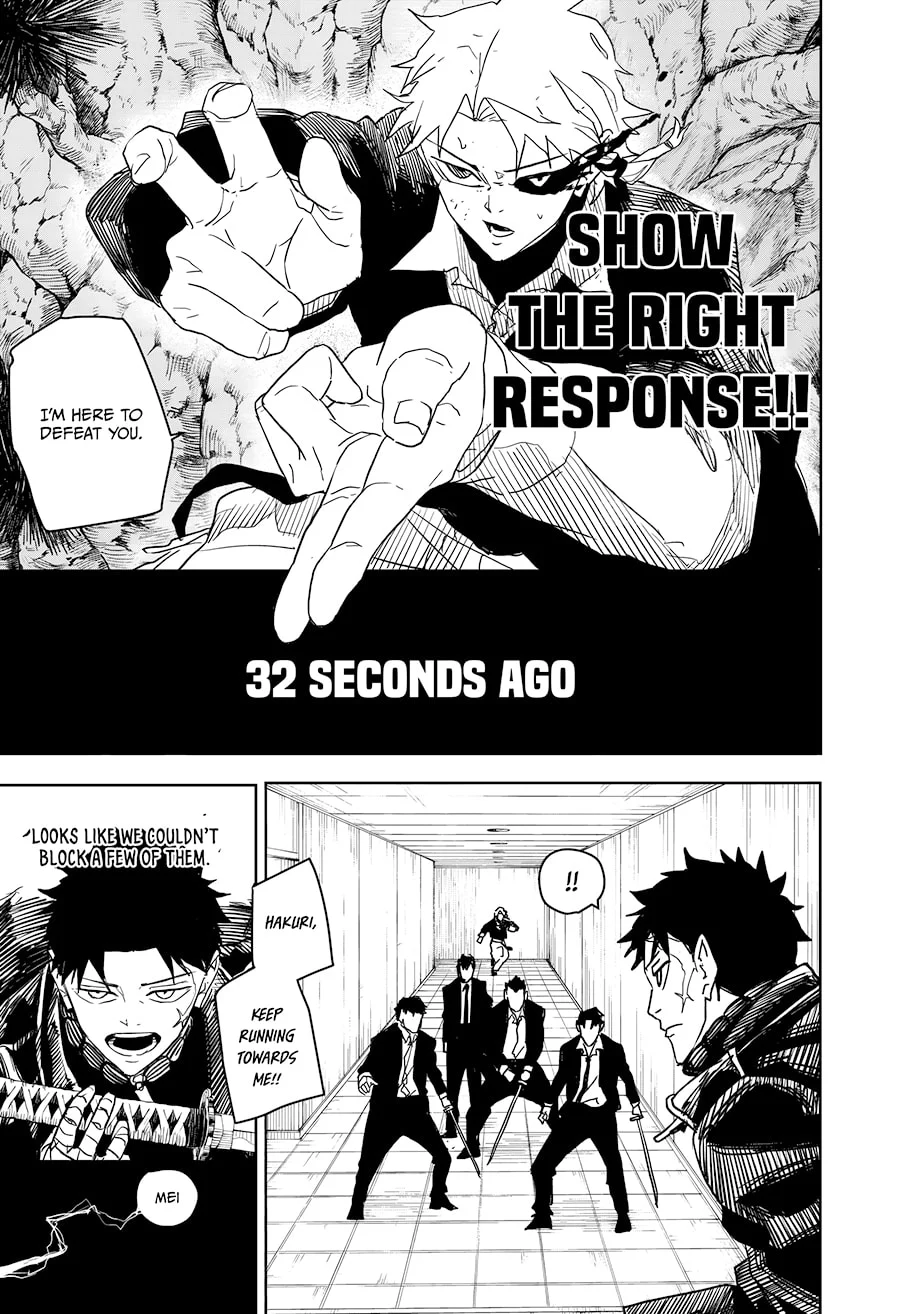 SHOW
THE RIGHT
RESPONSE!!
I'M HERE TO
DEFEAT YOU.
32 SECONDS AGO
!!
HAKURI,
KEEP
RUNNING
TOWARDS
ME!!
LOOKS LIKE WE COULDN'T
BLOCK A FEW OF THEM.
MEI